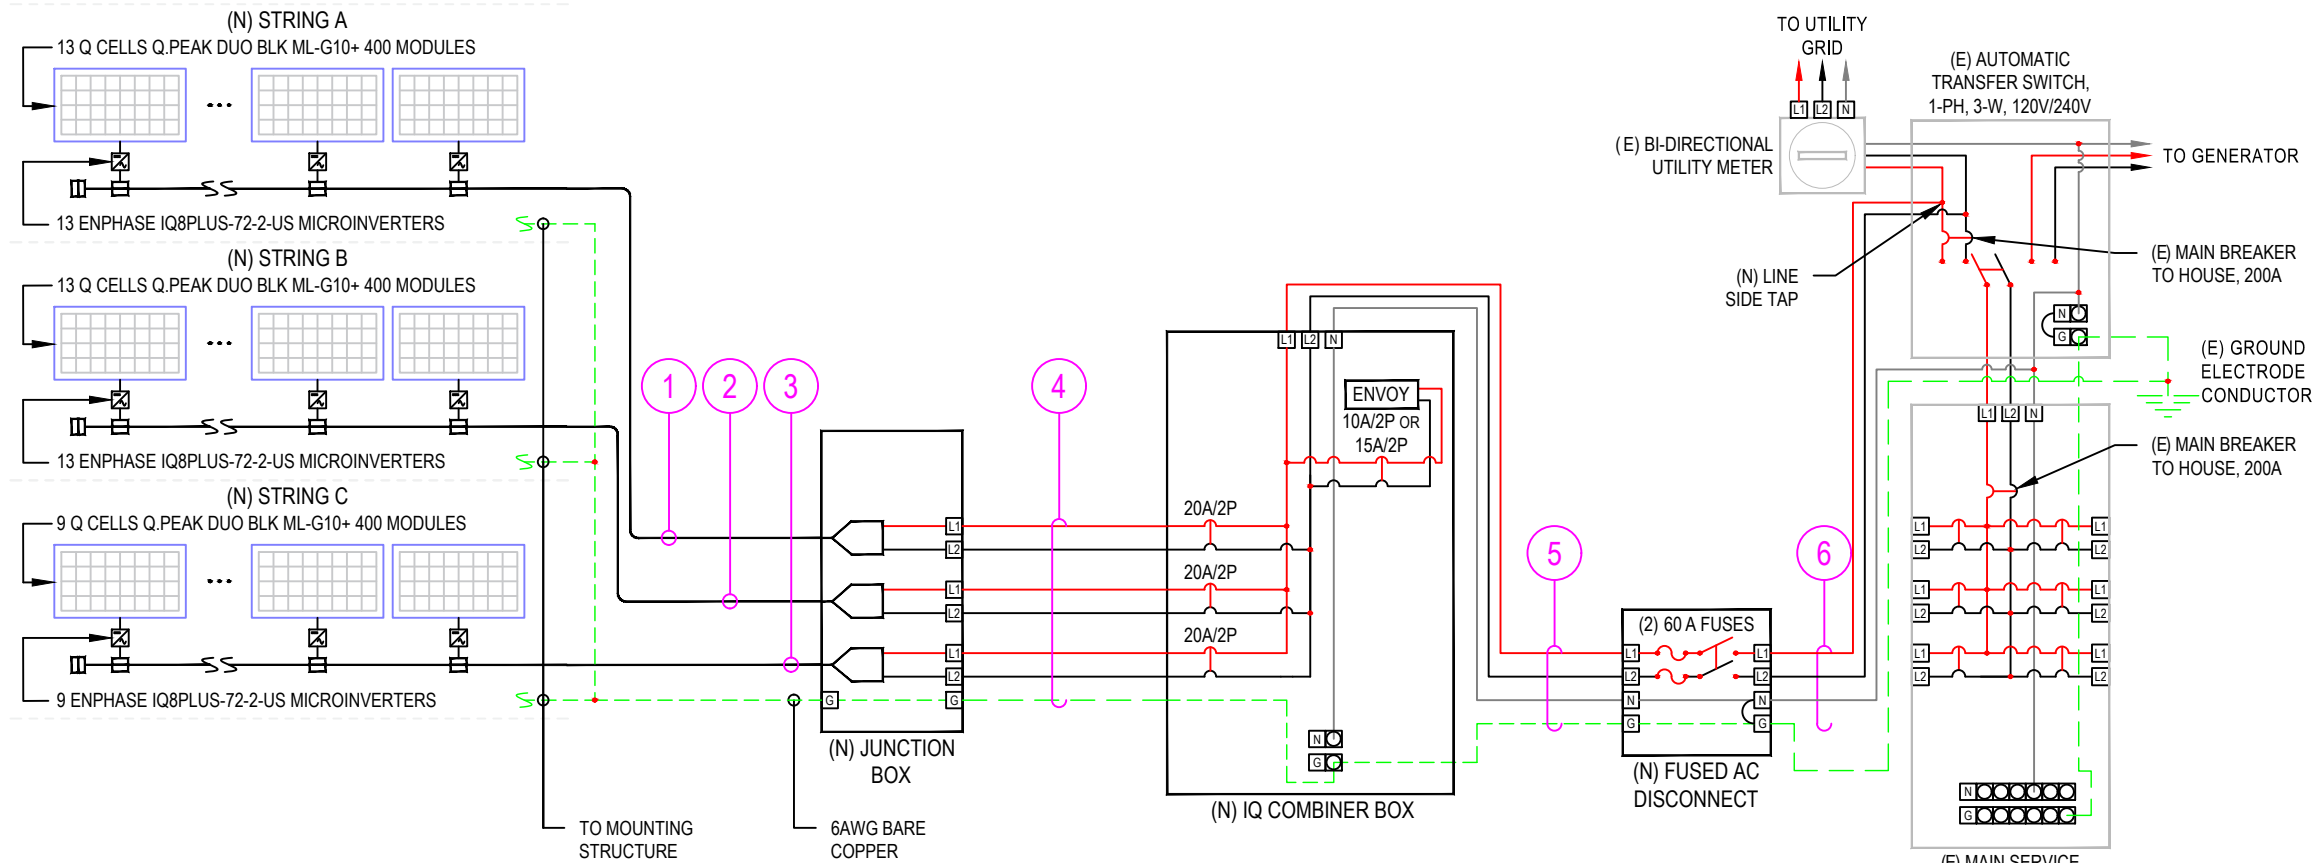 (N) STRING A
13 Q CELLS Q.PEAK DUO BLK ML-G10+ 400 MODULES
13 ENPHASE IQ8PLUS-72-2-US MICROINVERTERS
(N) STRING B
13 Q CELLS Q.PEAK DUO BLK ML-G10+ 400 MODULES
13 ENPHASE IQ8PLUS-72-2-US MICROINVERTERS
(N) STRING C
9 Q CELLS Q.PEAK DUO BLK ML-G10+ 400 MODULES
9 ENPHASE IQ8PLUS-72-2-US MICROINVERTERS
TO MOUNTING
STRUCTURE
6AWG BARE
COPPER
1
2
3
4
L1
L2
L1
L2
L1
L2
G
G
(N) JUNCTION
BOX
L1 L2 N
ENVOY
10A/2P OR
15A/2P
20A/2P
20A/2P
20A/2P
N
G
(N) IQ COMBINER BOX
5
6
(2) 60 A FUSES
L1 L1
L2 L2
N N
G G
(N) FUSED AC
DISCONNECT
TO UTILITY
GRID
L1 L2 N
(E) BI-DIRECTIONAL
UTILITY METER
(E) AUTOMATIC
TRANSFER SWITCH,
1-PH, 3-W, 120V/240V
TO GENERATOR
(N) LINE
SIDE TAP
(E) MAIN BREAKER
TO HOUSE, 200A
N
G
(E) GROUND
ELECTRODE
CONDUCTOR
L1 L2 N
(E) MAIN BREAKER
TO HOUSE, 200A
L1 L1
L2 L2
L1 L1
L2 L2
L1 L1
L2 L2
N
G
(E) MAIN SERVICE